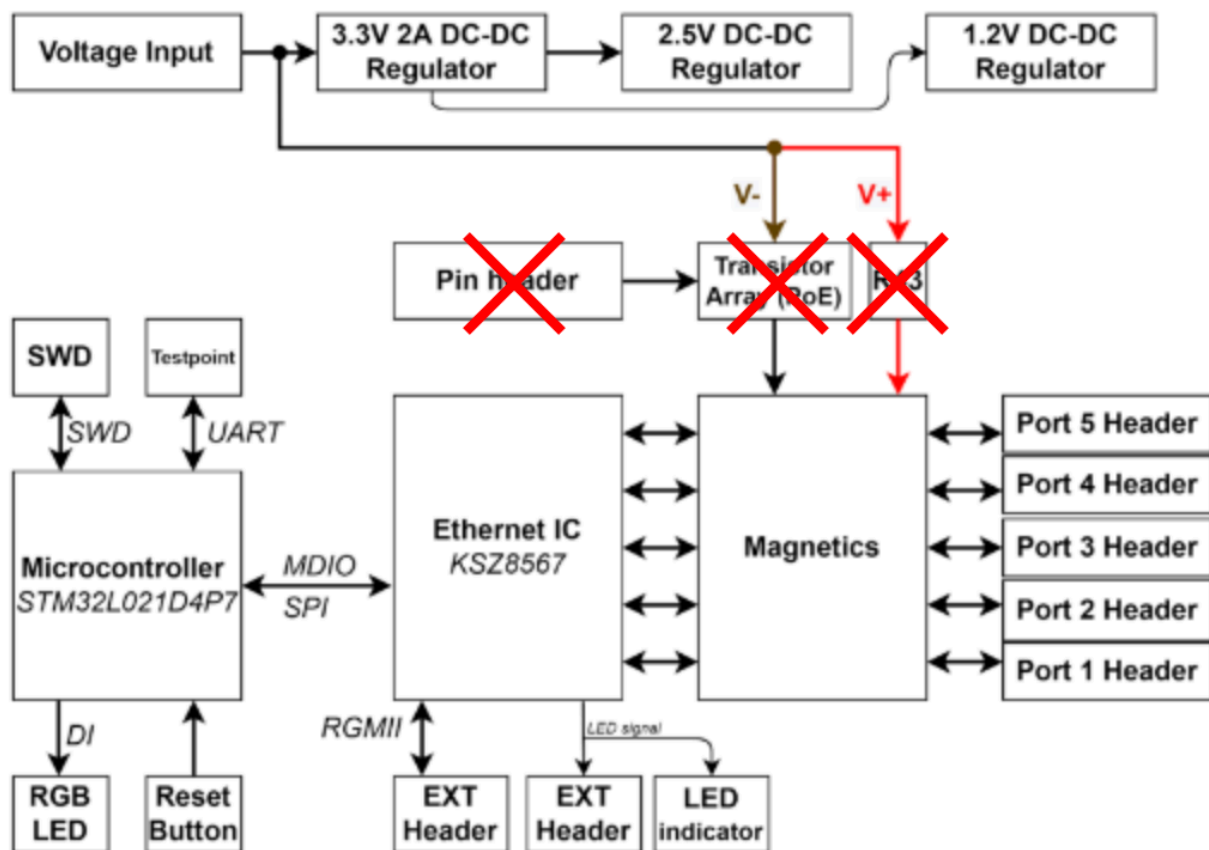 Voltage Input
3.3V 2A DC-DC
Regulator
2.5V DC-DC
Regulator
1.2V DC-DC
Regulator
V-
V+
Pin header
Transistor
Array (PoE)
SWD
Testpoint
SWD
UART
Microcontroller
STM32L021D4P7
MDIO
SPI
Ethernet IC
KSZ8567
Magnetics
Port 5 Header
Port 4 Header
Port 3 Header
Port 2 Header
Port 1 Header
DI
RGMII
LED signal
RGB
LED
Reset
Button
EXT
Header
EXT
Header
LED
indicator